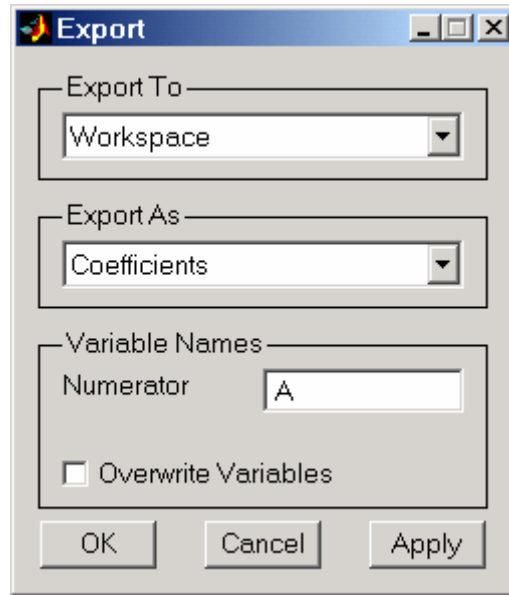 Export
Export To
Workspace
Export As
Coefficients
Variable Names
Numerator A
Overwrite Variables
OK Cancel Apply